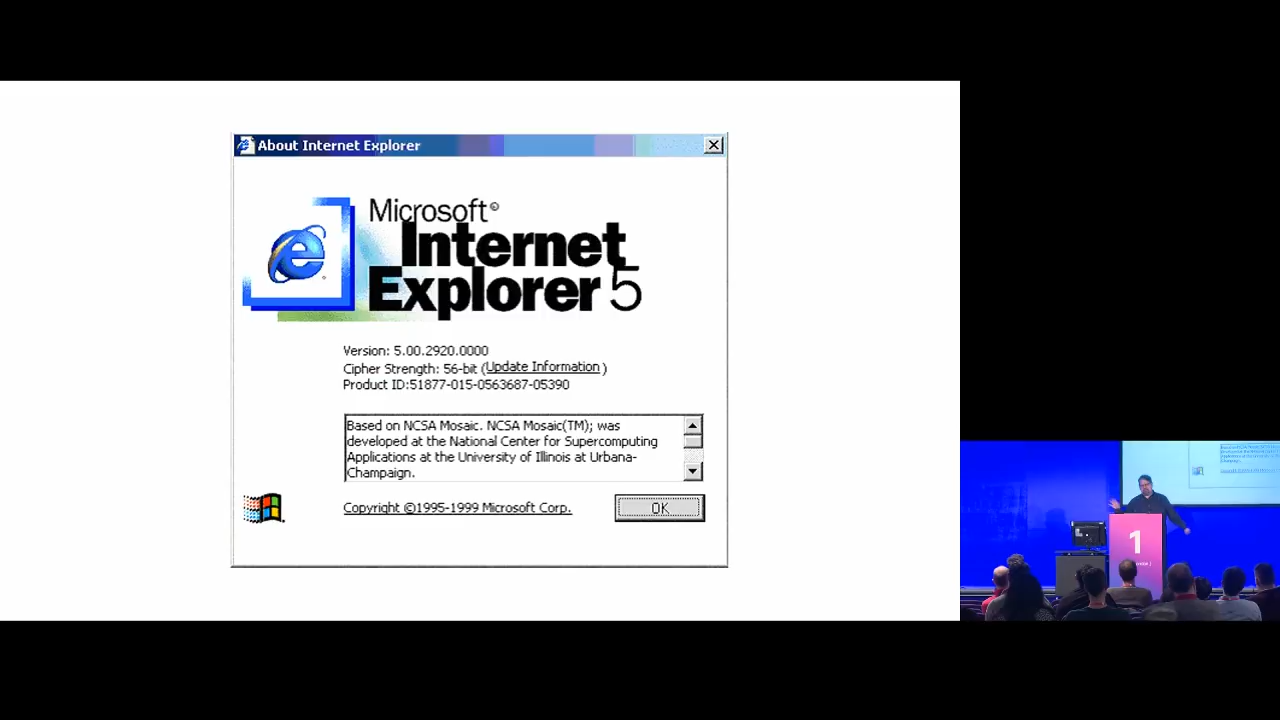 About Internet Explorer
Microsoft®
Internet
Explorer 5
Version: 5.00.2920.0000
Cipher Strength: 56-bit (Update Information )
Product ID:51877-015-0563687-05390
Based on NCSA Mosaic. NCSA Mosaic(TM); was
developed at the National Center for Supercomputing
Applications at the University of Illinois at Urbana-
Champaign.
Copyright ©1995-1999 Microsoft Corp.
OK
1